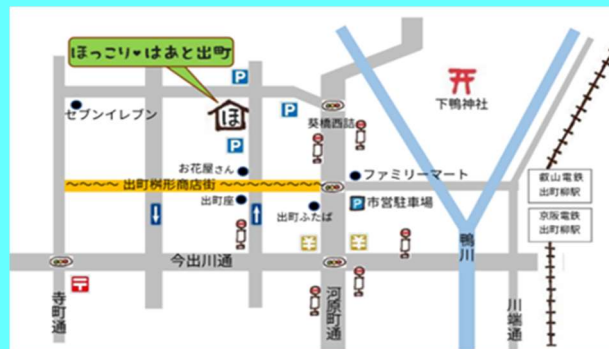 ほっこり♥はあと出町
P
セブンイレブン
ほ
P
P
葵橋西詰
下鴨神社
お花屋さん
ファミリーマート
叡山電鉄
出町柳駅
~~~~ 出町桝形商店街 ~~~~~~~~
出町座
出町ふたば
P 市営駐車場
京阪電鉄
出町柳駅
鴨川
今出川通
〒
寺町通
河原町通
川端通